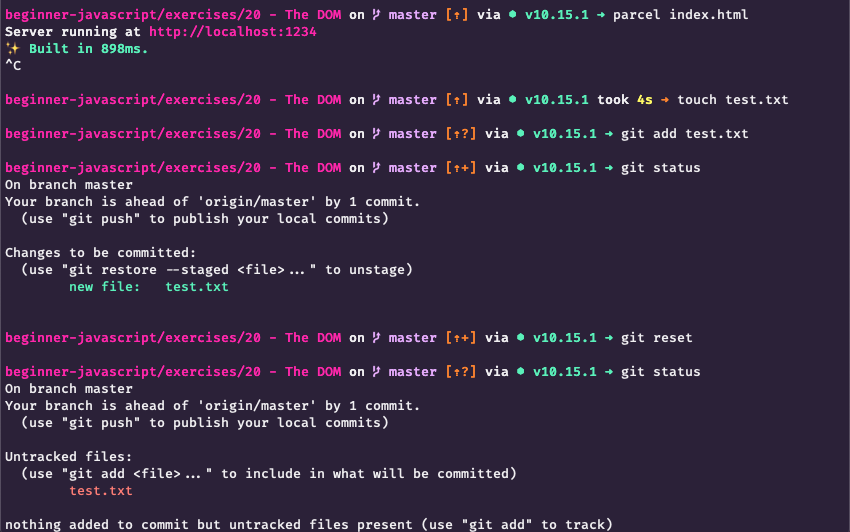 beginner-javascript/exercises/20 - The DOM on master [↑] via ⬢ v10.15.1 → parcel index.html
Server running at http://localhost:1234
✨ Built in 898ms.
^C
beginner-javascript/exercises/20 - The DOM on master [↑] via ⬢ v10.15.1 took 4s → touch test.txt
beginner-javascript/exercises/20 - The DOM on master [↑?] via ⬢ v10.15.1 → git add test.txt
beginner-javascript/exercises/20 - The DOM on master [↑+] via ⬢ v10.15.1 → git status
On branch master
Your branch is ahead of 'origin/master' by 1 commit.
  (use "git push" to publish your local commits)
Changes to be committed:
  (use "git restore --staged <file>..." to unstage)
        new file:   test.txt
beginner-javascript/exercises/20 - The DOM on master [↑+] via ⬢ v10.15.1 → git reset
beginner-javascript/exercises/20 - The DOM on master [↑?] via ⬢ v10.15.1 → git status
On branch master
Your branch is ahead of 'origin/master' by 1 commit.
  (use "git push" to publish your local commits)
Untracked files:
  (use "git add <file>..." to include in what will be committed)
        test.txt
nothing added to commit but untracked files present (use "git add" to track)